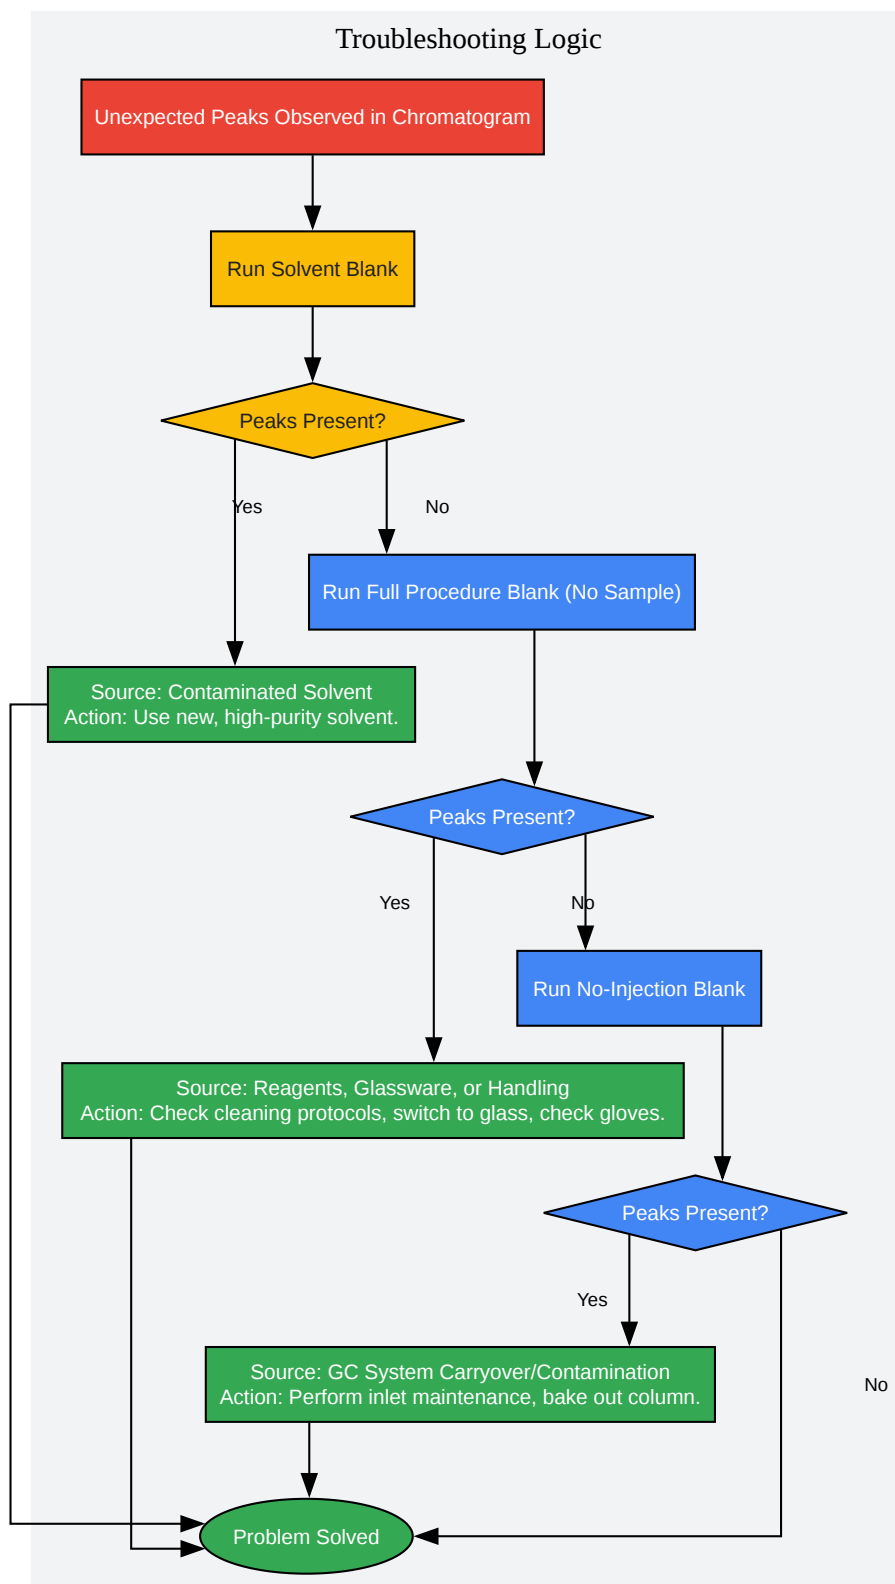 Troubleshooting Logic
Unexpected Peaks Observed in Chromatogram
Run Solvent Blank
Peaks Present?
Yes
No
Run Full Procedure Blank (No Sample)
Source: Contaminated Solvent
Action: Use new, high-purity solvent.
Peaks Present?
Yes
No
Run No-Injection Blank
Source: Reagents, Glassware, or Handling
Action: Check cleaning protocols, switch to glass, check gloves.
Peaks Present?
Yes
Source: GC System Carryover/Contamination
Action: Perform inlet maintenance, bake out column.
No
Problem Solved